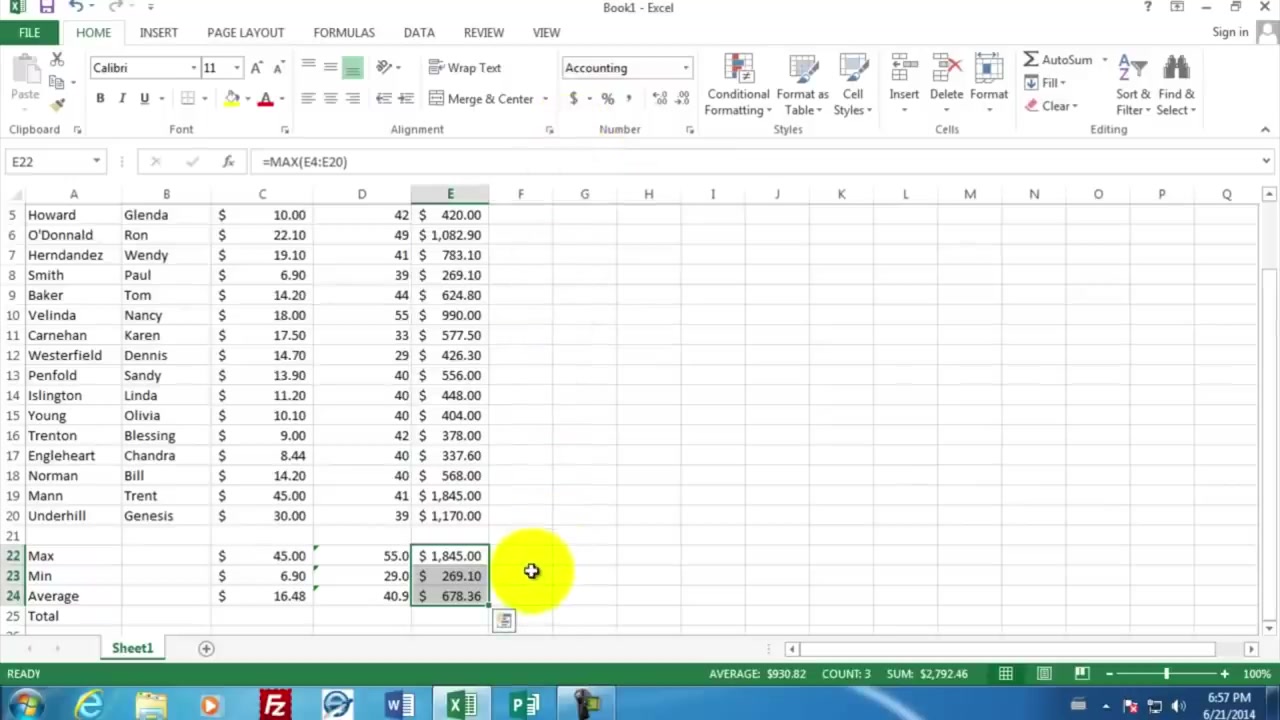 Book1 - Excel
?
FILE HOME INSERT PAGE LAYOUT FORMULAS DATA REVIEW VIEW Sign in
Calibri 11 A A Wrap Text Accounting AutoSum
Paste B I U A Merge & Center $ % , Conditional Formatting Format as Table Cell Styles Insert Delete Format Fill Clear Sort & Filter Find & Select
Clipboard Font Alignment Number Styles Cells Editing
E22 fx =MAX(E4:E20)
A B C D E F G H I J K L M N O P Q
5 Howard Glenda $ 10.00 42 $ 420.00
6 O'Donnald Ron $ 22.10 49 $ 1,082.90
7 Herndandez Wendy $ 19.10 41 $ 783.10
8 Smith Paul $ 6.90 39 $ 269.10
9 Baker Tom $ 14.20 44 $ 624.80
10 Velinda Nancy $ 18.00 55 $ 990.00
11 Carnehan Karen $ 17.50 33 $ 577.50
12 Westerfield Dennis $ 14.70 29 $ 426.30
13 Penfold Sandy $ 13.90 40 $ 556.00
14 Islington Linda $ 11.20 40 $ 448.00
15 Young Olivia $ 10.10 40 $ 404.00
16 Trenton Blessing $ 9.00 42 $ 378.00
17 Engleheart Chandra $ 8.44 40 $ 337.60
18 Norman Bill $ 14.20 40 $ 568.00
19 Mann Trent $ 45.00 41 $ 1,845.00
20 Underhill Genesis $ 30.00 39 $ 1,170.00
21
22 Max $ 45.00 55.0 $ 1,845.00
23 Min $ 6.90 29.0 $ 269.10
24 Average $ 16.48 40.9 $ 678.36
25 Total
Sheet1
READY AVERAGE: $930.82 COUNT: 3 SUM: $2,792.46 100%
6:57 PM
6/21/2014